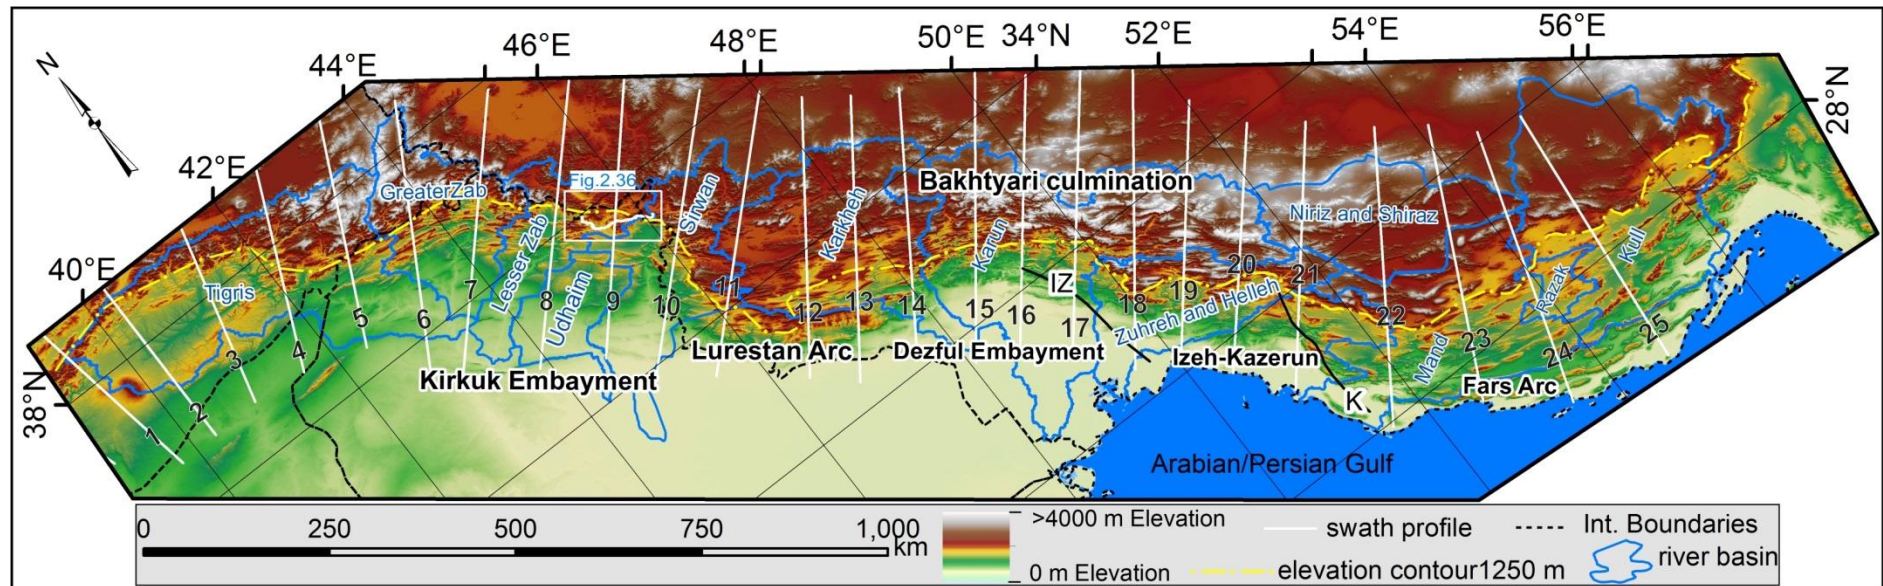 44°E
46°E
48°E
50°E
34°N
52°E
54°E
56°E
28°N
N
42°E
40°E
38°N
GreaterZab
Fig.2.36
Sirwan
Bakhtyari culmination
Karkheh
Niriz and Shiraz
Tigris
Lesser Zab
Udhaim
Karun
IZ
Zuhreh and Helleh
Razak
Kull
Mand
1
2
3
4
5
6
7
8
9
10
11
12
13
14
15
16
17
18
19
20
21
22
23
24
25
Kirkuk Embayment
Lurestan Arc
Dezful Embayment
Izeh-Kazerun
K
Fars Arc
Arabian/Persian Gulf
0
250
500
750
1,000
km
>4000 m Elevation
0 m Elevation
swath profile
elevation contour1250 m
Int. Boundaries
river basin